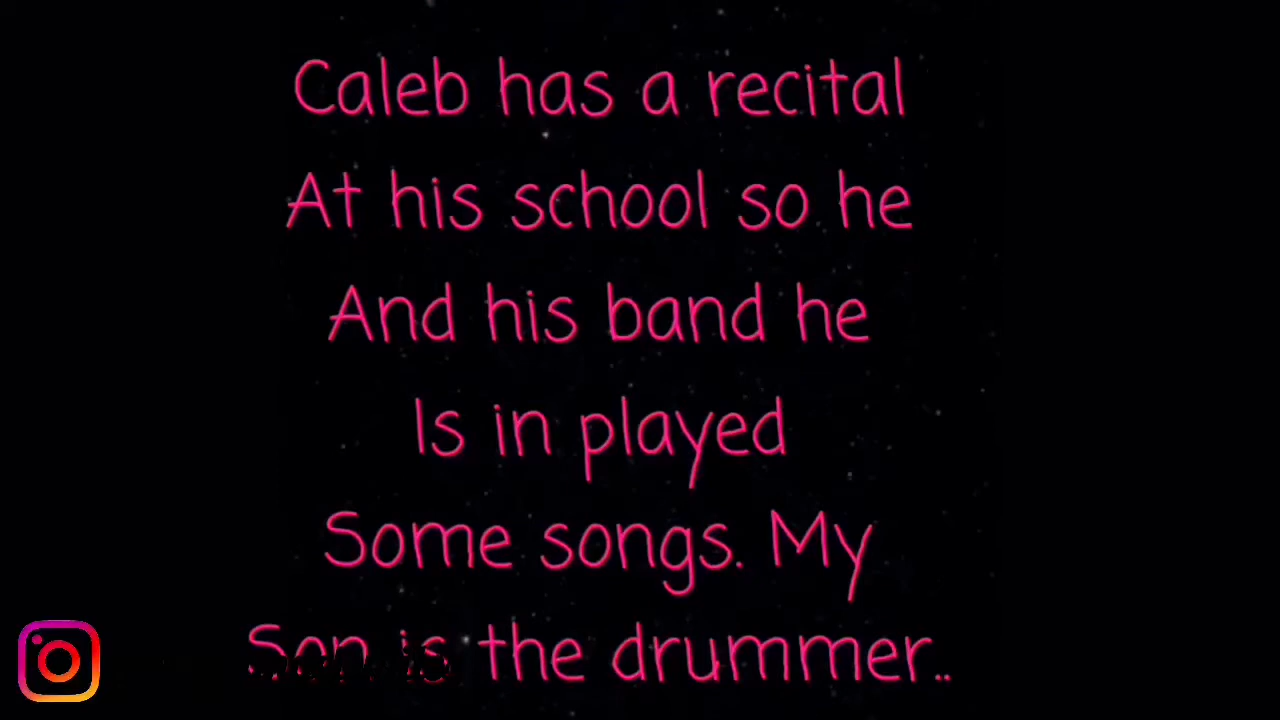 Caleb has a recital
At his school so he
And his band he
Is in played
Some songs. My
Son is the drummer..